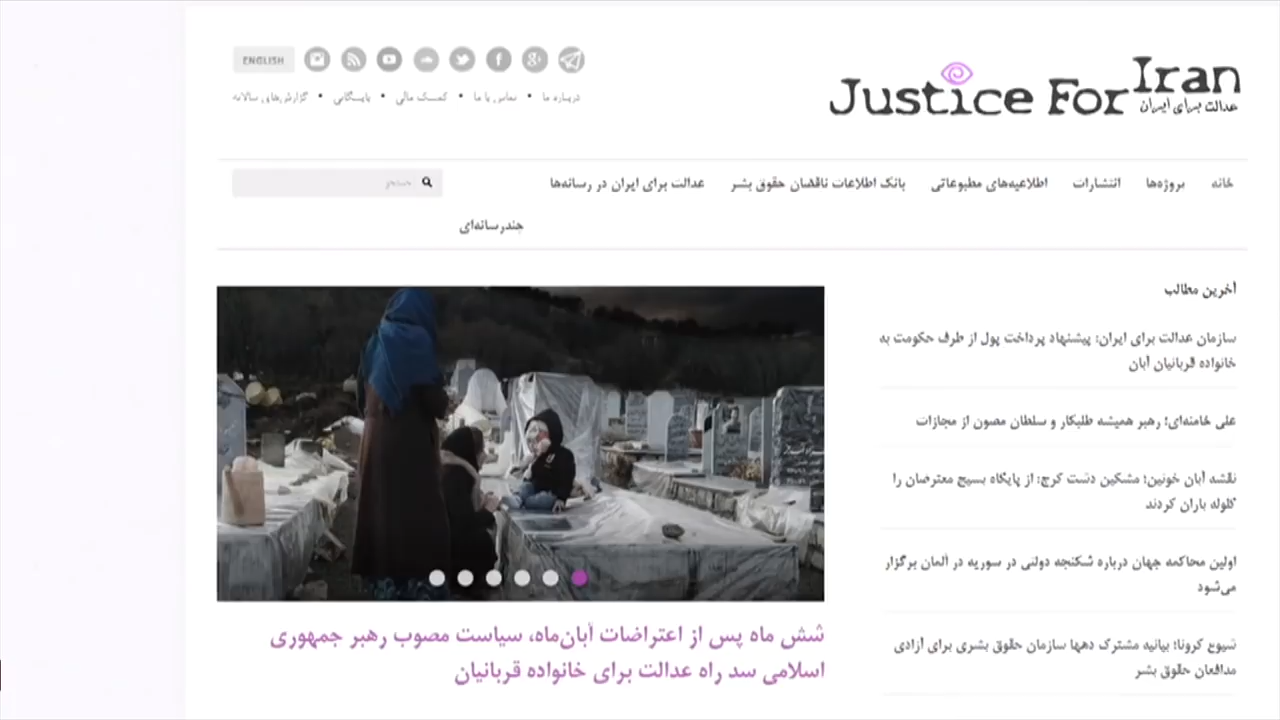 ENGLISH
Justice For Iran
عدالت برای ایران
درباره ما • تماس با ما • کمک مالی • بایگانی • گزارش‌های سالانه
خانه پروژه‌ها انتشارات اطلاعیه‌های مطبوعاتی بانک اطلاعات ناقضان حقوق بشر عدالت برای ایران در رسانه‌ها
جستجو
چندرسانه‌ای
آخرین مطالب
سازمان عدالت برای ایران: پیشنهاد پرداخت پول از طرف حکومت به
خانواده قربانیان آبان
علی خامنه‌ای؛ رهبر همیشه طلبکار و سلطان مصون از مجازات
نقشه آبان خونین؛ مشکین دشت کرج: از پایگاه بسیج معترضان را
گلوله باران کردند
اولین محاکمه جهان درباره شکنجه دولتی در سوریه در آلمان برگزار
می‌شود
شیوع کرونا؛ بیانیه مشترک دهها سازمان حقوق بشری برای آزادی
مدافعان حقوق بشر
شش ماه پس از اعتراضات آبان‌ماه، سیاست مصوب رهبر جمهوری
اسلامی سد راه عدالت برای خانواده قربانیان